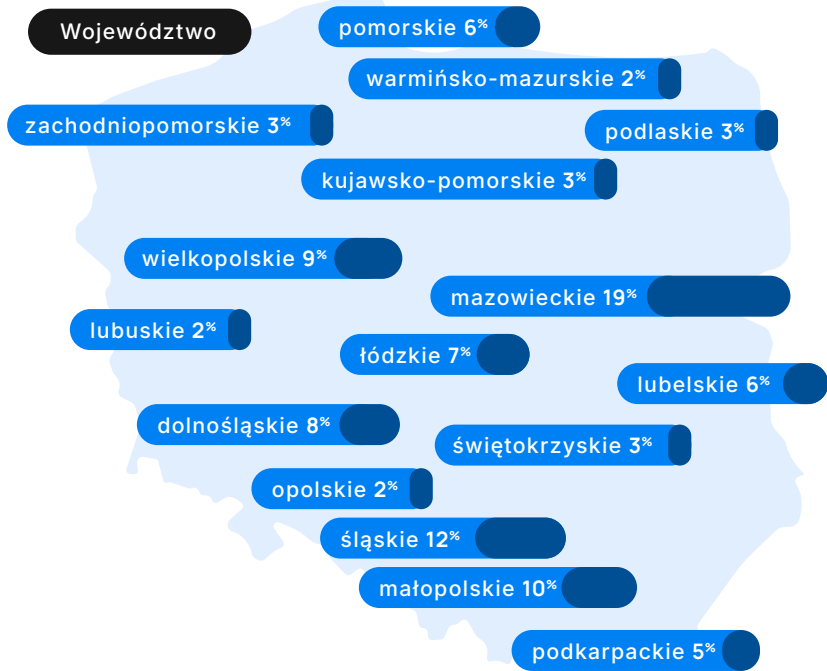 Województwo
pomorskie 6%
warmińsko-mazurskie 2%
zachodniopomorskie 3%
podlaskie 3%
kujawsko-pomorskie 3%
wielkopolskie 9%
mazowieckie 19%
lubuskie 2%
łódzkie 7%
lubelskie 6%
dolnośląskie 8%
świętokrzyskie 3%
opolskie 2%
śląskie 12%
małopolskie 10%
podkarpackie 5%